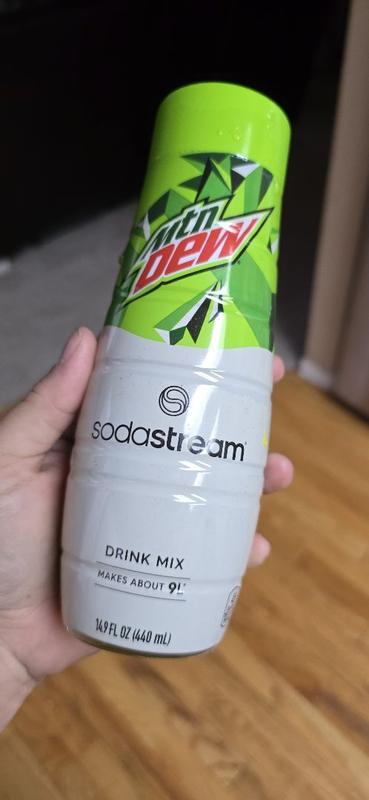 mtn
DEW
sodastream
DRINK MIX
MAKES ABOUT 9L*
14.9 FL OZ (440 mL)